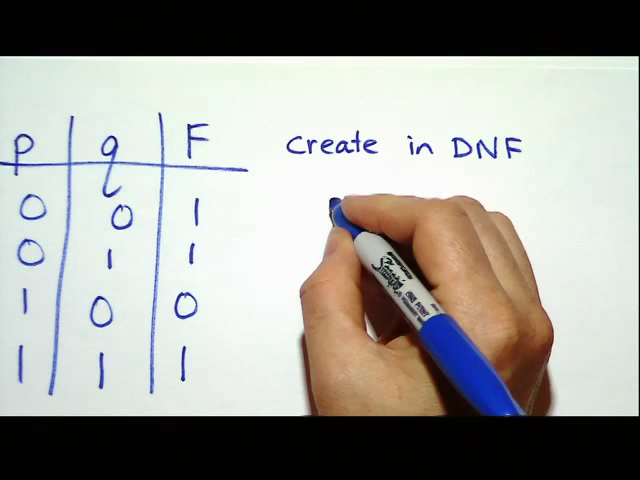 p q F create in DNF
0 0 1
0 1 1
1 0 0
1 1 1